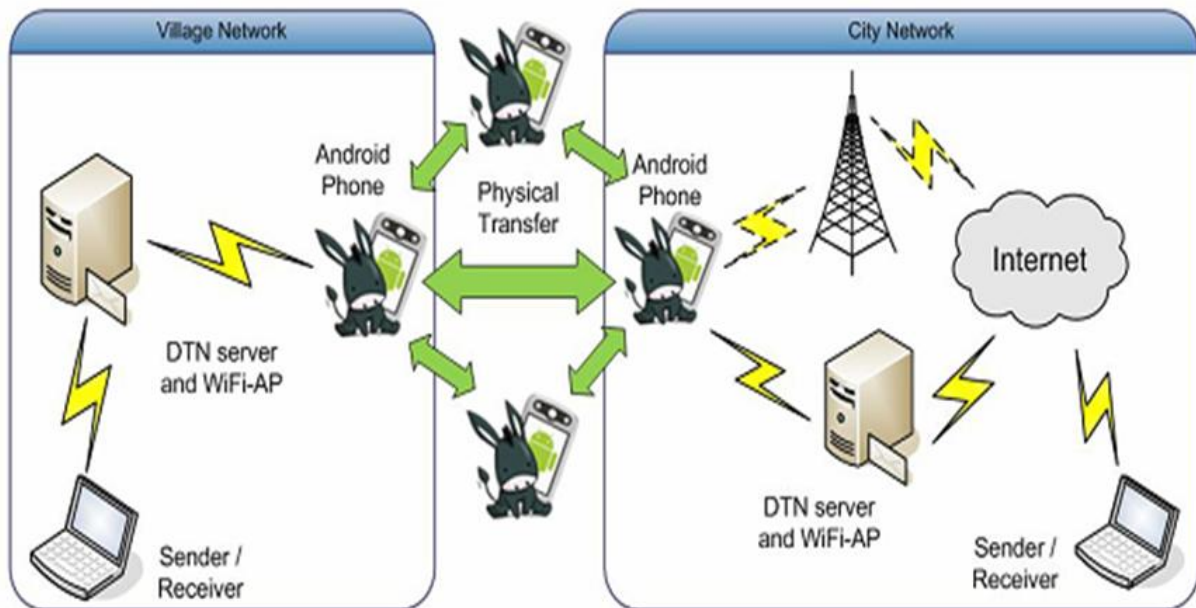 Village Network
City Network
Android
Phone
Physical
Transfer
Android
Phone
Internet
DTN server
and WiFi-AP
DTN server
and WiFi-AP
Sender /
Receiver
Sender /
Receiver